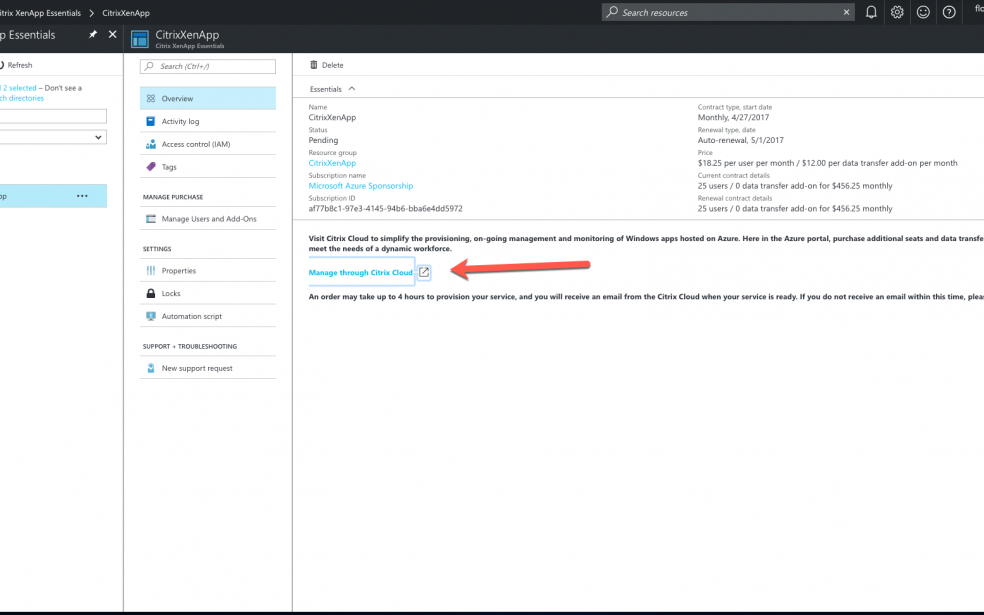 itrix XenApp Essentials > CitrixXenApp
Search resources
flo
p Essentials
CitrixXenApp
Citrix XenApp Essentials
Refresh
2 selected – Don't see a
ch directories
pp
Search (Ctrl+/)
Overview
Activity log
Access control (IAM)
Tags
MANAGE PURCHASE
Manage Users and Add-Ons
SETTINGS
Properties
Locks
Automation script
SUPPORT + TROUBLESHOOTING
New support request
Delete
Essentials
Name
CitrixXenApp
Status
Pending
Resource group
CitrixXenApp
Subscription name
Microsoft Azure Sponsorship
Subscription ID
af77b8c1-97e3-4145-94b6-bba6e4dd5972
Contract type, start date
Monthly, 4/27/2017
Renewal type, date
Auto-renewal, 5/1/2017
Price
$18.25 per user per month / $12.00 per data transfer add-on per month
Current contract details
25 users / 0 data transfer add-on for $456.25 monthly
Renewal contract details
25 users / 0 data transfer add-on for $456.25 monthly
Visit Citrix Cloud to simplify the provisioning, on-going management and monitoring of Windows apps hosted on Azure. Here in the Azure portal, purchase additional seats and data transfe
meet the needs of a dynamic workforce.
Manage through Citrix Cloud
An order may take up to 4 hours to provision your service, and you will receive an email from the Citrix Cloud when your service is ready. If you do not receive an email within this time, plea